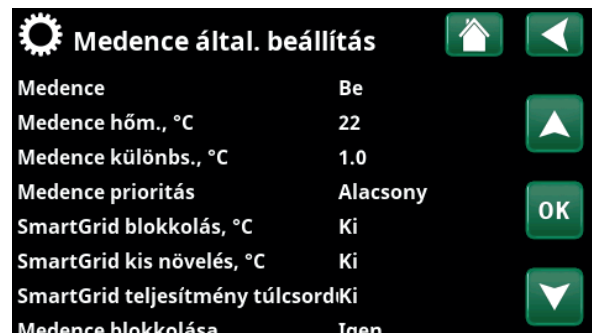 Medence által. beállítás
Medence Be
Medence hőm., °C 22
Medence különbs., °C 1.0
Medence prioritás Alacsony
OK
SmartGrid blokkolás, °C Ki
SmartGrid kis növelés, °C Ki
SmartGrid teljesítmény túlcsord Ki
Medence blokkolása Igen